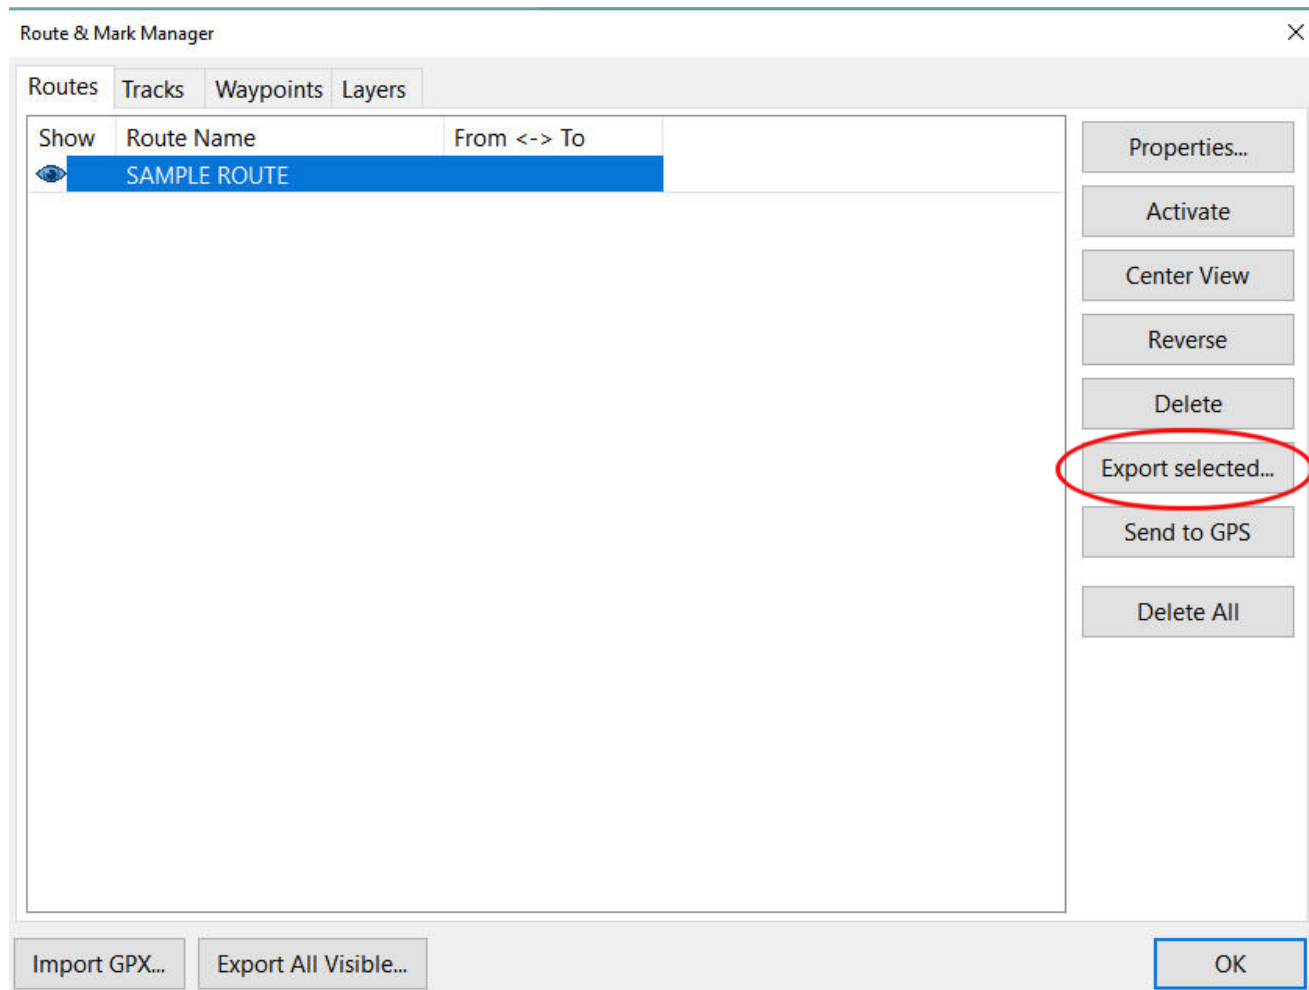 Route & Mark Manager
Routes Tracks Waypoints Layers
Show Route Name From <-> To
SAMPLE ROUTE
Properties...
Activate
Center View
Reverse
Delete
Export selected...
Send to GPS
Delete All
Import GPX... Export All Visible... OK